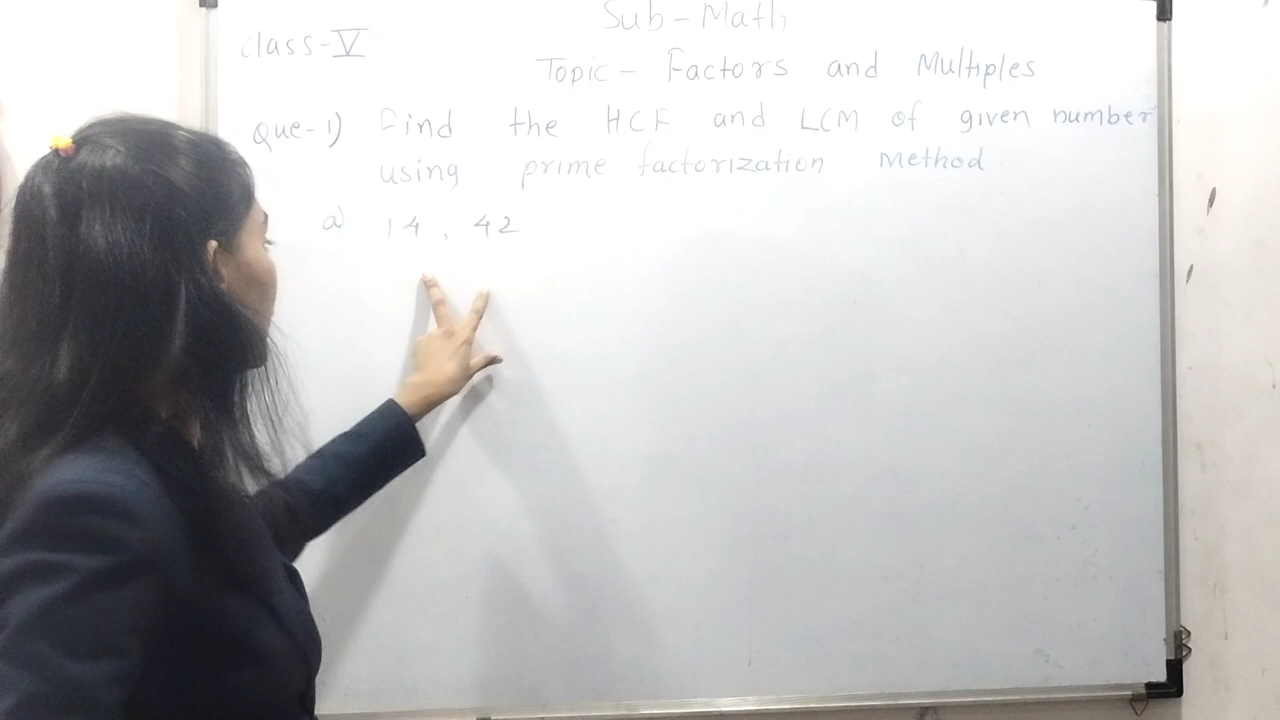 Sub - Math
class - V
Topic - Factors and Multiples
Que - 1) Find the HCF and LCM of given number
using prime factorization Method
a) 14, 42